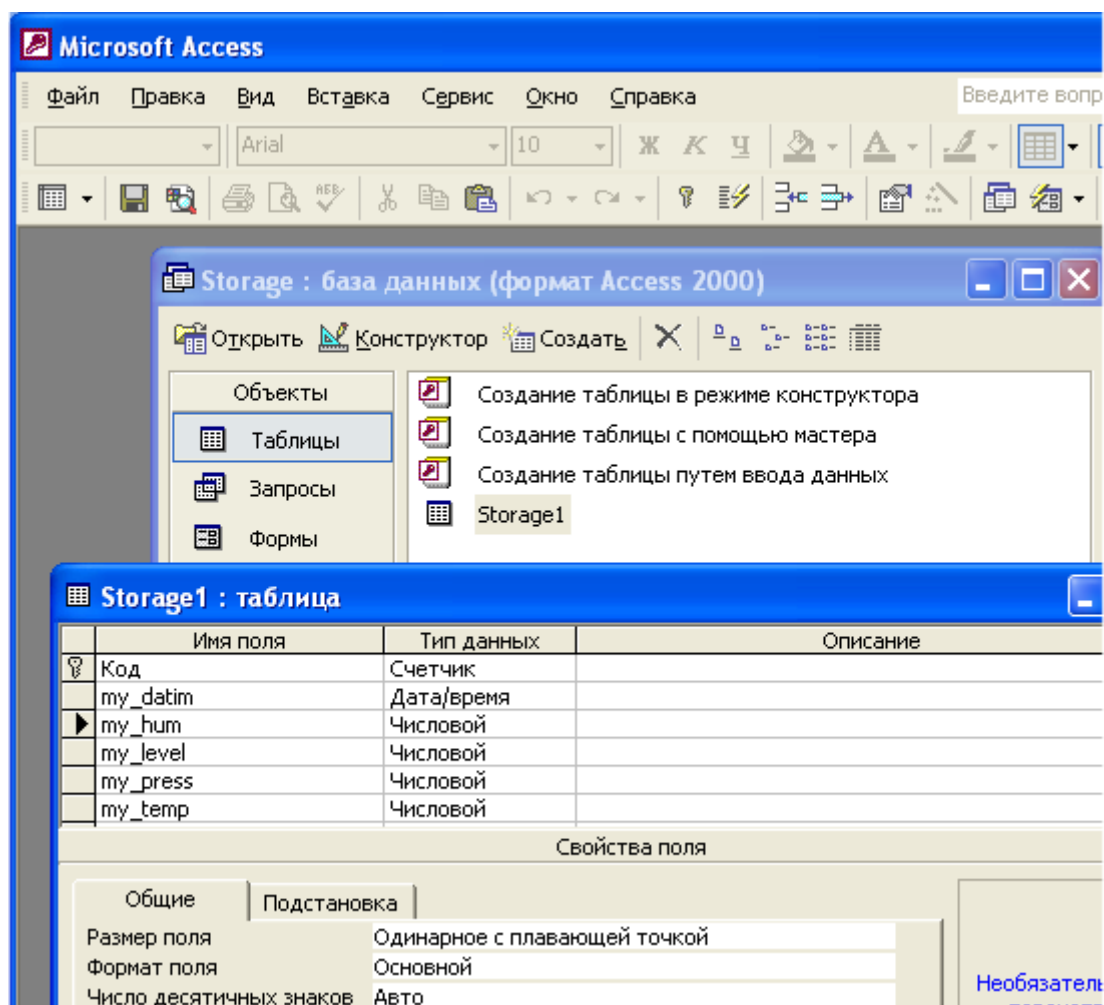 Microsoft Access
Файл Правка Вид Вставка Сервис Окно Справка Введите вопр
Arial 10 Ж К Ч
Storage : база данных (формат Access 2000)
Открыть Конструктор Создать
Объекты
Таблицы
Запросы
Формы
Создание таблицы в режиме конструктора
Создание таблицы с помощью мастера
Создание таблицы путем ввода данных
Storage1
Storage1 : таблица
Имя поля Тип данных Описание
Код Счетчик
my_datim Дата/время
my_hum Числовой
my_level Числовой
my_press Числовой
my_temp Числовой
Свойства поля
Общие Подстановка
Размер поля Одинарное с плавающей точкой
Формат поля Основной
Число десятичных знаков Авто
Необязатель